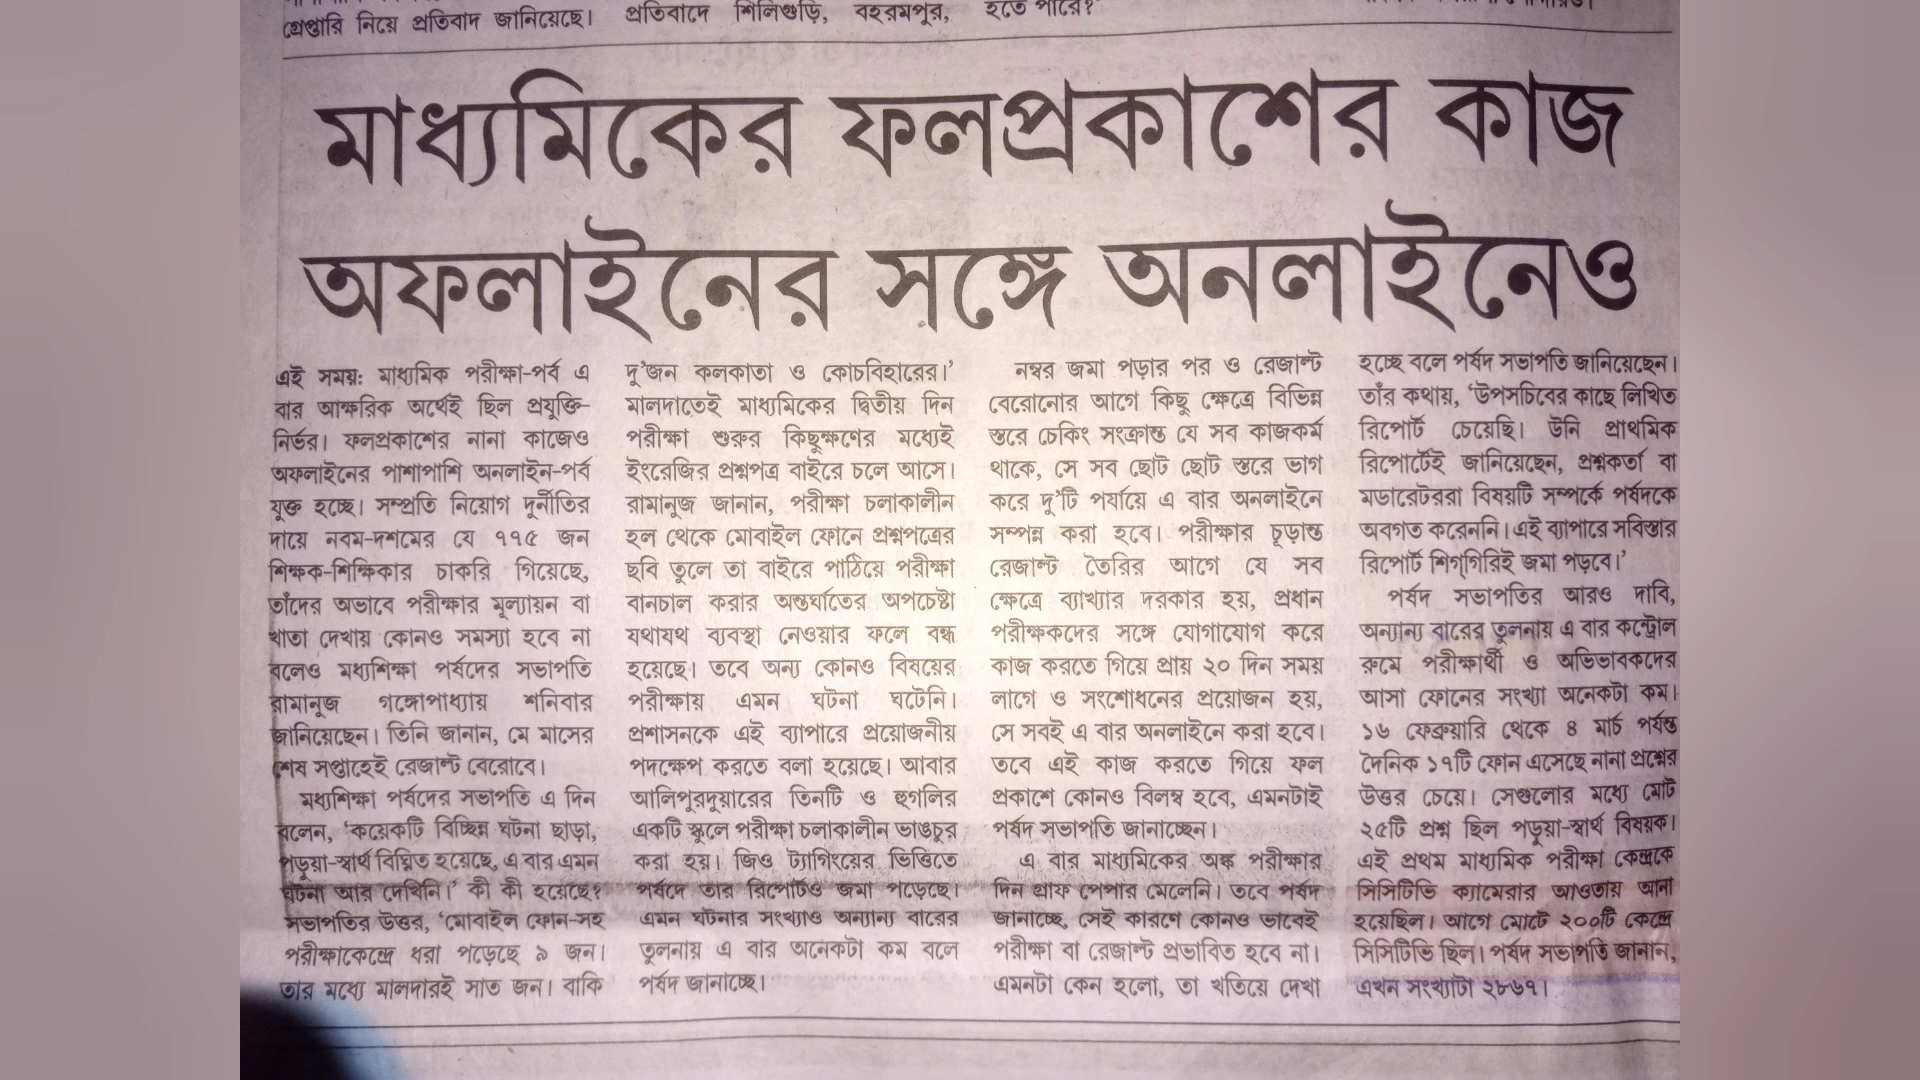 গ্রেপ্তারি নিয়ে প্রতিবাদ জানিয়েছে।
প্রতিবাদে শিলিগুড়ি, বহরমপুর,
হতে পারে?
মাধ্যমিকের ফলপ্রকাশের কাজ
অফলাইনের সঙ্গে অনলাইনেও
এই সময়: মাধ্যমিক পরীক্ষা-পর্ব এ
বার আক্ষরিক অর্থেই ছিল প্রযুক্তি-
নির্ভর। ফলপ্রকাশের নানা কাজেও
অফলাইনের পাশাপাশি অনলাইন-পর্ব
যুক্ত হচ্ছে। সম্প্রতি নিয়োগ দুর্নীতির
দায়ে নবম-দশমের যে ৭৭৫ জন
শিক্ষক-শিক্ষিকার চাকরি গিয়েছে,
তাঁদের অভাবে পরীক্ষার মূল্যায়ন বা
খাতা দেখায় কোনও সমস্যা হবে না
বলেও মধ্যশিক্ষা পর্ষদের সভাপতি
রামানুজ গঙ্গোপাধ্যায় শনিবার
জানিয়েছেন। তিনি জানান, মে মাসের
শেষ সপ্তাহেই রেজাল্ট বেরোবে।
মধ্যশিক্ষা পর্ষদের সভাপতি এ দিন
বলেন, ‘কয়েকটি বিচ্ছিন্ন ঘটনা ছাড়া,
পড়ুয়া-স্বার্থ বিঘ্নিত হয়েছে, এ বার এমন
ঘটনা আর দেখিনি।’ কী কী হয়েছে?
সভাপতির উত্তর, ‘মোবাইল ফোন-সহ
পরীক্ষাকেন্দ্রে ধরা পড়েছে ৯ জন।
তার মধ্যে মালদারই সাত জন। বাকি
দু’জন কলকাতা ও কোচবিহারের।’
মালদাতেই মাধ্যমিকের দ্বিতীয় দিন
পরীক্ষা শুরুর কিছুক্ষণের মধ্যেই
ইংরেজির প্রশ্নপত্র বাইরে চলে আসে।
রামানুজ জানান, পরীক্ষা চলাকালীন
হল থেকে মোবাইল ফোনে প্রশ্নপত্রের
ছবি তুলে তা বাইরে পাঠিয়ে পরীক্ষা
বানচাল করার অন্তর্ঘাতের অপচেষ্টা
যথাযথ ব্যবস্থা নেওয়ার ফলে বন্ধ
হয়েছে। তবে অন্য কোনও বিষয়ের
পরীক্ষায় এমন ঘটনা ঘটেনি।
প্রশাসনকে এই ব্যাপারে প্রয়োজনীয়
পদক্ষেপ করতে বলা হয়েছে। আবার
আলিপুরদুয়ারের তিনটি ও হুগলির
একটি স্কুলে পরীক্ষা চলাকালীন ভাঙচুর
করা হয়। জিও ট্যাগিংয়ের ভিত্তিতে
পর্ষদে তার রিপোর্টও জমা পড়েছে।
এমন ঘটনার সংখ্যাও অন্যান্য বারের
তুলনায় এ বার অনেকটা কম বলে
পর্ষদ জানাচ্ছে।
নম্বর জমা পড়ার পর ও রেজাল্ট
বেরোনোর আগে কিছু ক্ষেত্রে বিভিন্ন
স্তরে চেকিং সংক্রান্ত যে সব কাজকর্ম
থাকে, সে সব ছোট ছোট স্তরে ভাগ
করে দু’টি পর্যায়ে এ বার অনলাইনে
সম্পন্ন করা হবে। পরীক্ষার চূড়ান্ত
রেজাল্ট তৈরির আগে যে সব
ক্ষেত্রে ব্যাখ্যার দরকার হয়, প্রধান
পরীক্ষকদের সঙ্গে যোগাযোগ করে
কাজ করতে গিয়ে প্রায় ২০ দিন সময়
লাগে ও সংশোধনের প্রয়োজন হয়,
সে সবই এ বার অনলাইনে করা হবে।
তবে এই কাজ করতে গিয়ে ফল
প্রকাশে কোনও বিলম্ব হবে, এমনটাই
পর্ষদ সভাপতি জানাচ্ছেন।
এ বার মাধ্যমিকের অঙ্ক পরীক্ষার
দিন গ্রাফ পেপার মেলেনি। তবে পর্ষদ
জানাচ্ছে, সেই কারণে কোনও ভাবেই
পরীক্ষা বা রেজাল্ট প্রভাবিত হবে না।
এমনটা কেন হলো, তা খতিয়ে দেখা
হচ্ছে বলে পর্ষদ সভাপতি জানিয়েছেন।
তাঁর কথায়, ‘উপসচিবের কাছে লিখিত
রিপোর্ট চেয়েছি। উনি প্রাথমিক
রিপোর্টেই জানিয়েছেন, প্রশ্নকর্তা বা
মডারেটররা বিষয়টি সম্পর্কে পর্ষদকে
অবগত করেননি। এই ব্যাপারে সবিস্তার
রিপোর্ট শিগ্‌গিরিই জমা পড়বে।’
পর্ষদ সভাপতির আরও দাবি,
অন্যান্য বারের তুলনায় এ বার কন্ট্রোল
রুমে পরীক্ষার্থী ও অভিভাবকদের
আসা ফোনের সংখ্যা অনেকটা কম।
১৬ ফেব্রুয়ারি থেকে ৪ মার্চ পর্যন্ত
দৈনিক ১৭টি ফোন এসেছে নানা প্রশ্নের
উত্তর চেয়ে। সেগুলোর মধ্যে মোট
২৫টি প্রশ্ন ছিল পড়ুয়া-স্বার্থ বিষয়ক।
এই প্রথম মাধ্যমিক পরীক্ষা কেন্দ্রকে
সিসিটিভি ক্যামেরার আওতায় আনা
হয়েছিল। আগে মোটে ২০০টি কেন্দ্রে
সিসিটিভি ছিল। পর্ষদ সভাপতি জানান,
এখন সংখ্যাটা ২৮৬৭।